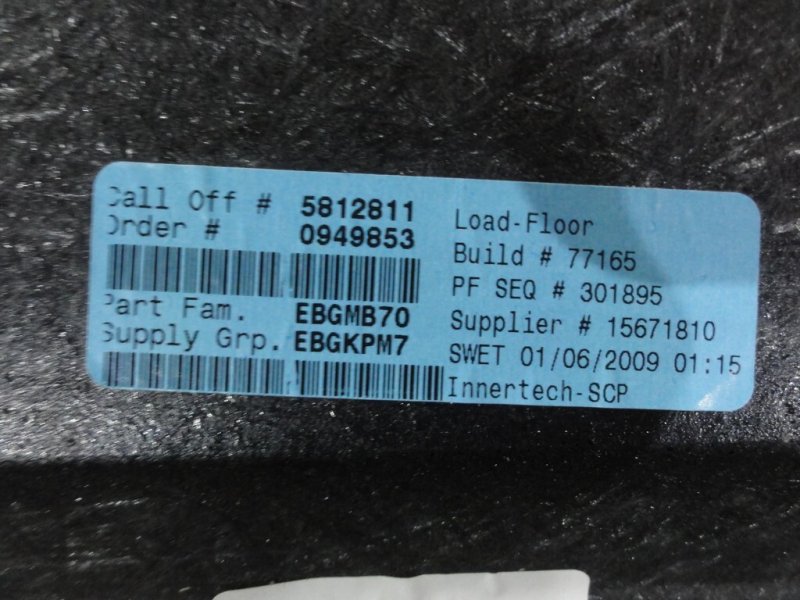 Call Off # 5812811
Order # 0949853
Part Fam. EBGMB70
Supply Grp. EBGKPM7
Load-Floor
Build # 77165
PF SEQ # 301895
Supplier # 15671810
SWET 01/06/2009 01:15
Innertech-SCP